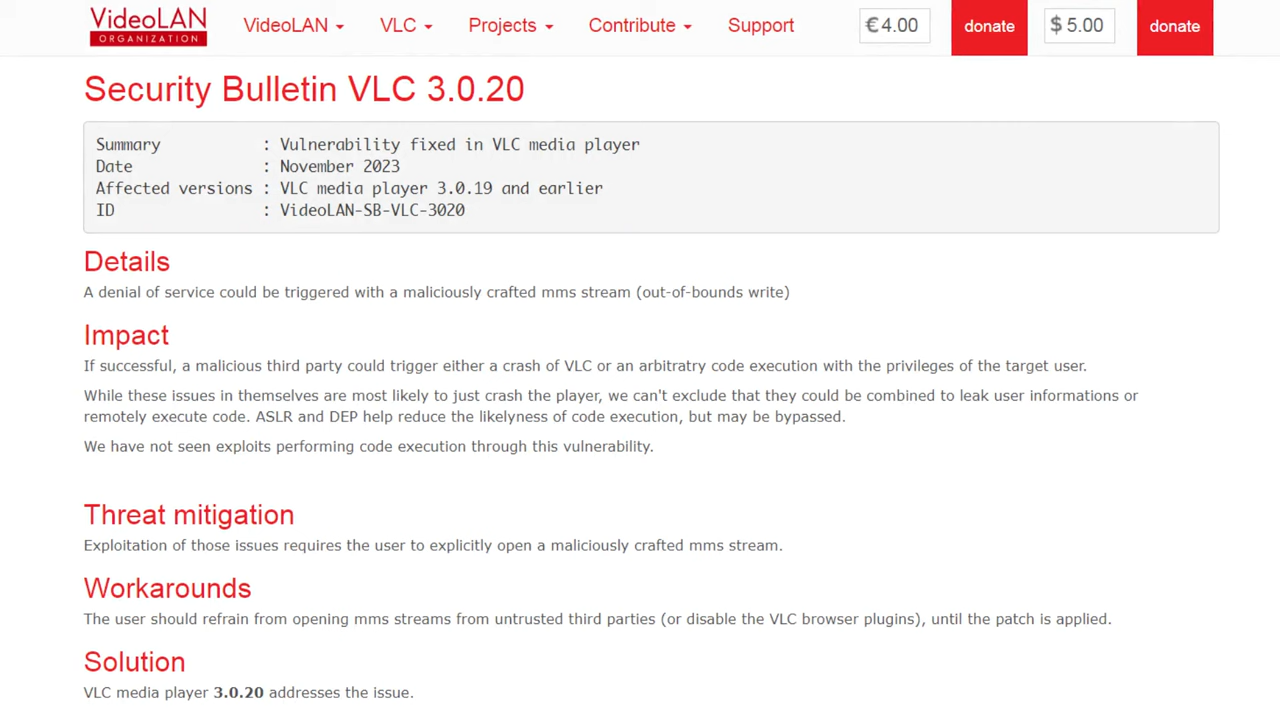 VideoLAN
ORGANIZATION
VideoLAN VLC Projects Contribute Support € 4.00 donate $ 5.00 donate
Security Bulletin VLC 3.0.20
Summary : Vulnerability fixed in VLC media player
Date : November 2023
Affected versions : VLC media player 3.0.19 and earlier
ID : VideoLAN-SB-VLC-3020
Details
A denial of service could be triggered with a maliciously crafted mms stream (out-of-bounds write)
Impact
If successful, a malicious third party could trigger either a crash of VLC or an arbitratry code execution with the privileges of the target user.
While these issues in themselves are most likely to just crash the player, we can't exclude that they could be combined to leak user informations or
remotely execute code. ASLR and DEP help reduce the likelyness of code execution, but may be bypassed.
We have not seen exploits performing code execution through this vulnerability.
Threat mitigation
Exploitation of those issues requires the user to explicitly open a maliciously crafted mms stream.
Workarounds
The user should refrain from opening mms streams from untrusted third parties (or disable the VLC browser plugins), until the patch is applied.
Solution
VLC media player 3.0.20 addresses the issue.